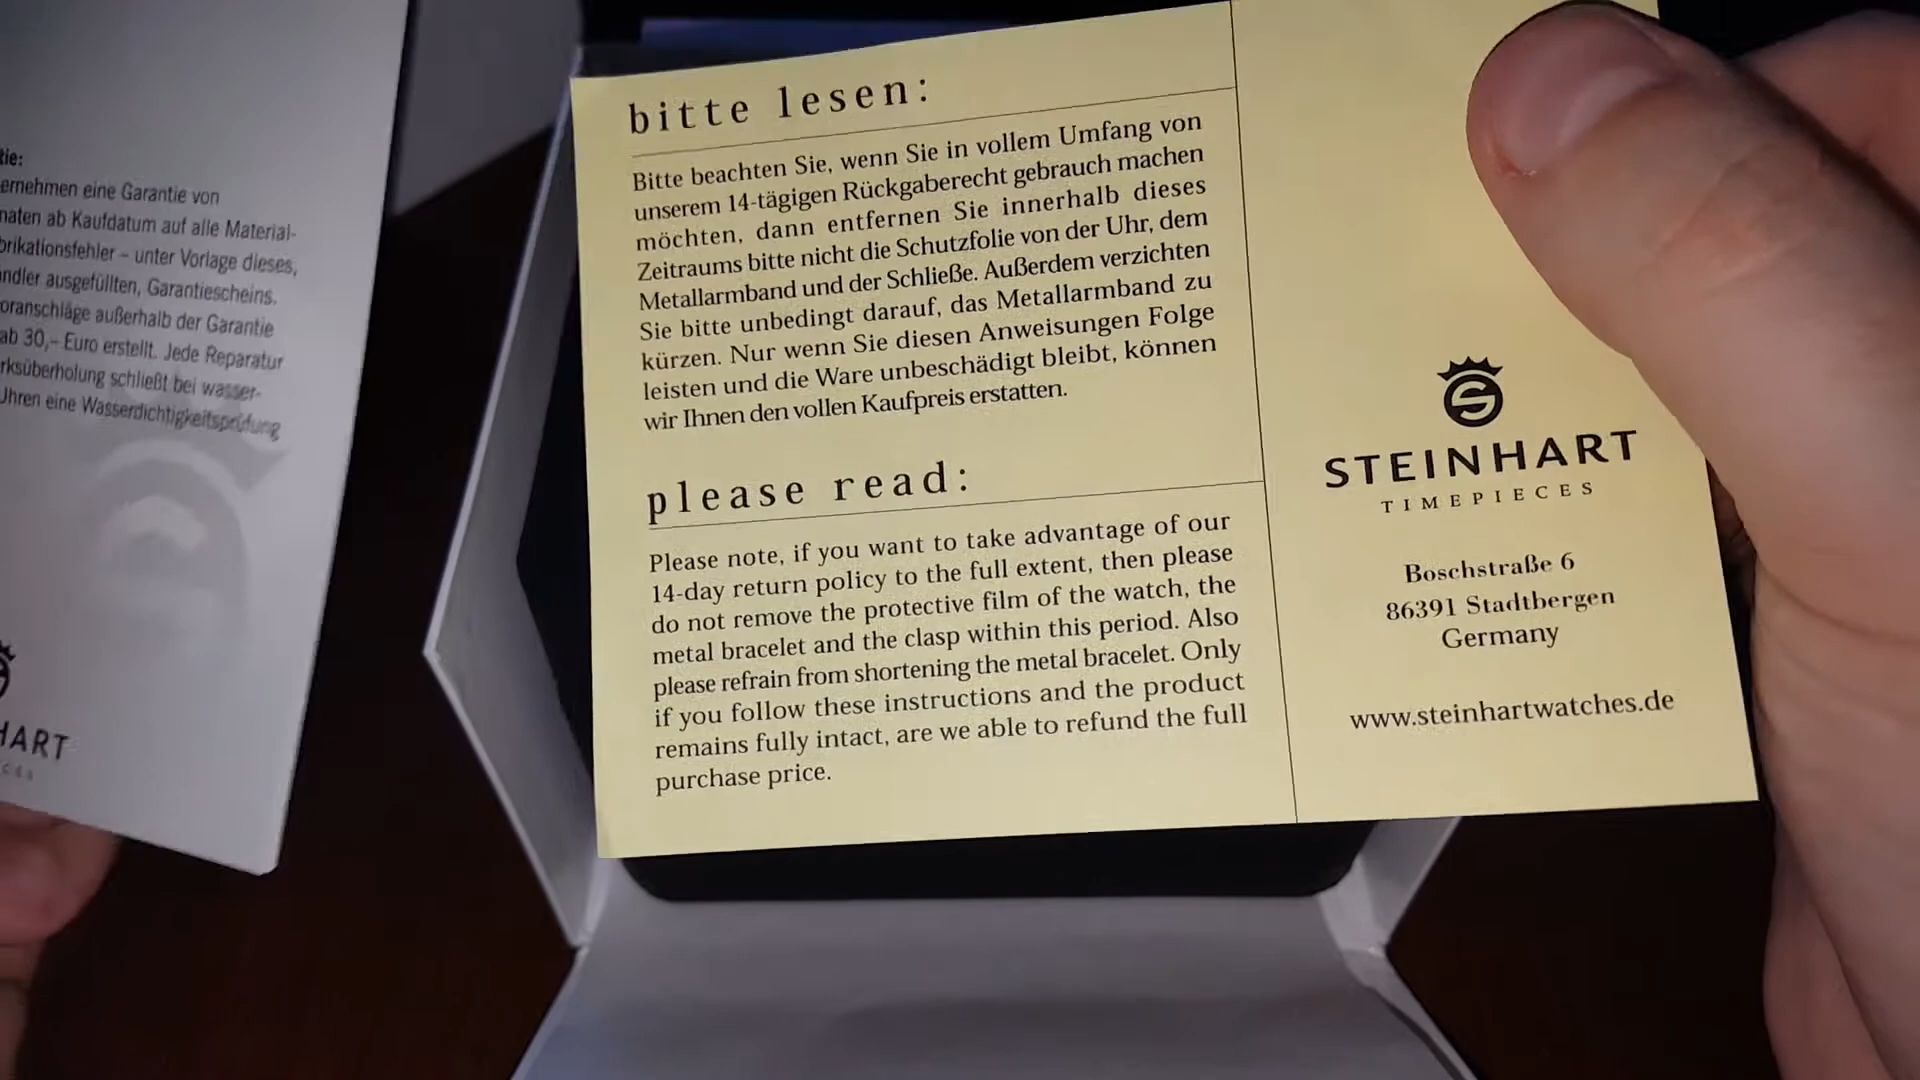 bitte lesen:
Bitte beachten Sie, wenn Sie in vollem Umfang von
unserem 14-tägigen Rückgaberecht gebrauch machen
möchten, dann entfernen Sie innerhalb dieses
Zeitraums bitte nicht die Schutzfolie von der Uhr, dem
Metallarmband und der Schließe. Außerdem verzichten
Sie bitte unbedingt darauf, das Metallarmband zu
kürzen. Nur wenn Sie diesen Anweisungen Folge
leisten und die Ware unbeschädigt bleibt, können
wir Ihnen den vollen Kaufpreis erstatten.
please read:
Please note, if you want to take advantage of our
14-day return policy to the full extent, then please
do not remove the protective film of the watch, the
metal bracelet and the clasp within this period. Also
please refrain from shortening the metal bracelet. Only
if you follow these instructions and the product
remains fully intact, are we able to refund the full
purchase price.
STEINHART
TIMEPIECES
Boschstraße 6
86391 Stadtbergen
Germany
www.steinhartwatches.de
tie:
ernehmen eine Garantie von
naten ab Kaufdatum auf alle Material-
brikationsfehler – unter Vorlage dieses,
ndler ausgefüllten, Garantiescheins.
oranschläge außerhalb der Garantie
ab 30,– Euro erstellt. Jede Reparatur
rksüberholung schließt bei wasser-
Uhren eine Wasserdichtigkeitsprüfung
HART